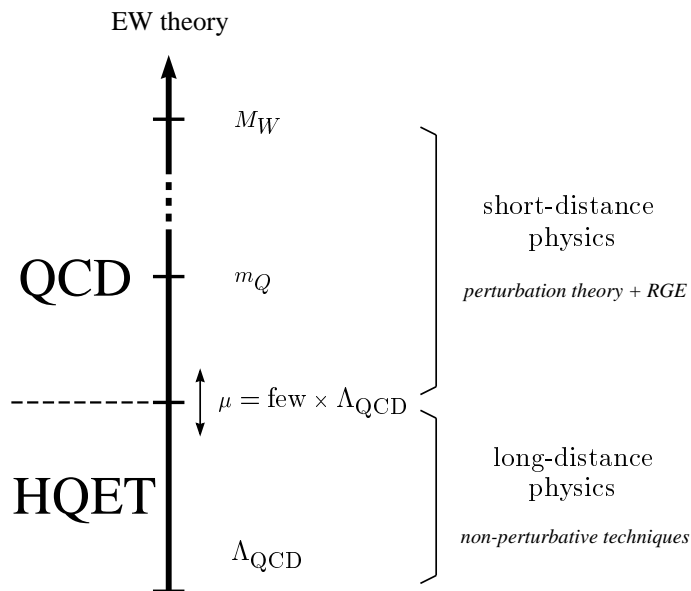 EW theory
M_W
short-distance
physics
QCD
m_Q
perturbation theory + RGE
μ = few × Λ_QCD
HQET
long-distance
physics
non-perturbative techniques
Λ_QCD